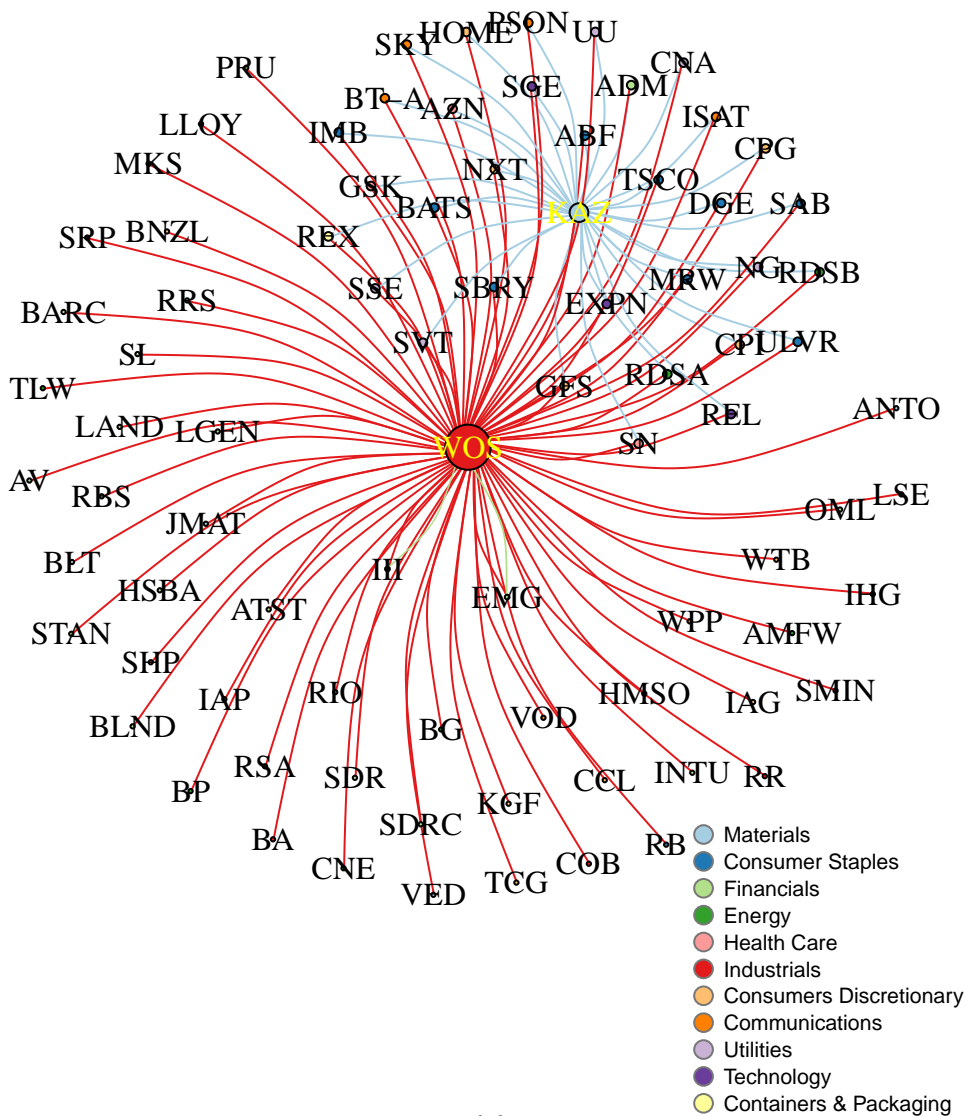 PSON
HOME
UU
SKY
CNA
PRU
SGE
ADM
BT-A
AZN
ISAT
LLOY
IMB
ABF
CPG
MKS
NXT
TSCO
GSK
BATS
DGE
SAB
KAZ
BNZL
REX
SRP
NG
RDSB
MRW
SSE
SBRY
RRS
EXPN
BARC
SVT
CPI
ULVR
SL
RDSA
TLW
GFS
ANTO
REL
LAND
LGEN
SN
WOS
AV
RBS
LSE
OML
JMAT
BLT
WTB
III
HSBA
EMG
IHG
ATST
WPP
STAN
AMFW
SHP
RIO
HMSO
SMIN
IAP
IAG
BLND
BG
VOD
RSA
SDR
CCL
INTU
RR
BP
KGF
SDRC
BA
RB
CNE
COB
TCG
VED
Materials
Consumer Staples
Financials
Energy
Health Care
Industrials
Consumers Discretionary
Communications
Utilities
Technology
Containers & Packaging